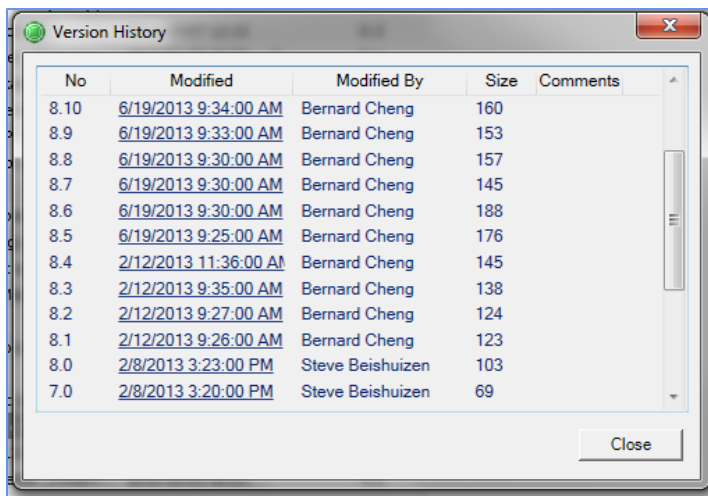 Version History
No Modified Modified By Size Comments
8.10 6/19/2013 9:34:00 AM Bernard Cheng 160
8.9 6/19/2013 9:33:00 AM Bernard Cheng 153
8.8 6/19/2013 9:30:00 AM Bernard Cheng 157
8.7 6/19/2013 9:30:00 AM Bernard Cheng 145
8.6 6/19/2013 9:30:00 AM Bernard Cheng 188
8.5 6/19/2013 9:25:00 AM Bernard Cheng 176
8.4 2/12/2013 11:36:00 AM Bernard Cheng 145
8.3 2/12/2013 9:35:00 AM Bernard Cheng 138
8.2 2/12/2013 9:27:00 AM Bernard Cheng 124
8.1 2/12/2013 9:26:00 AM Bernard Cheng 123
8.0 2/8/2013 3:23:00 PM Steve Beishuizen 103
7.0 2/8/2013 3:20:00 PM Steve Beishuizen 69
Close